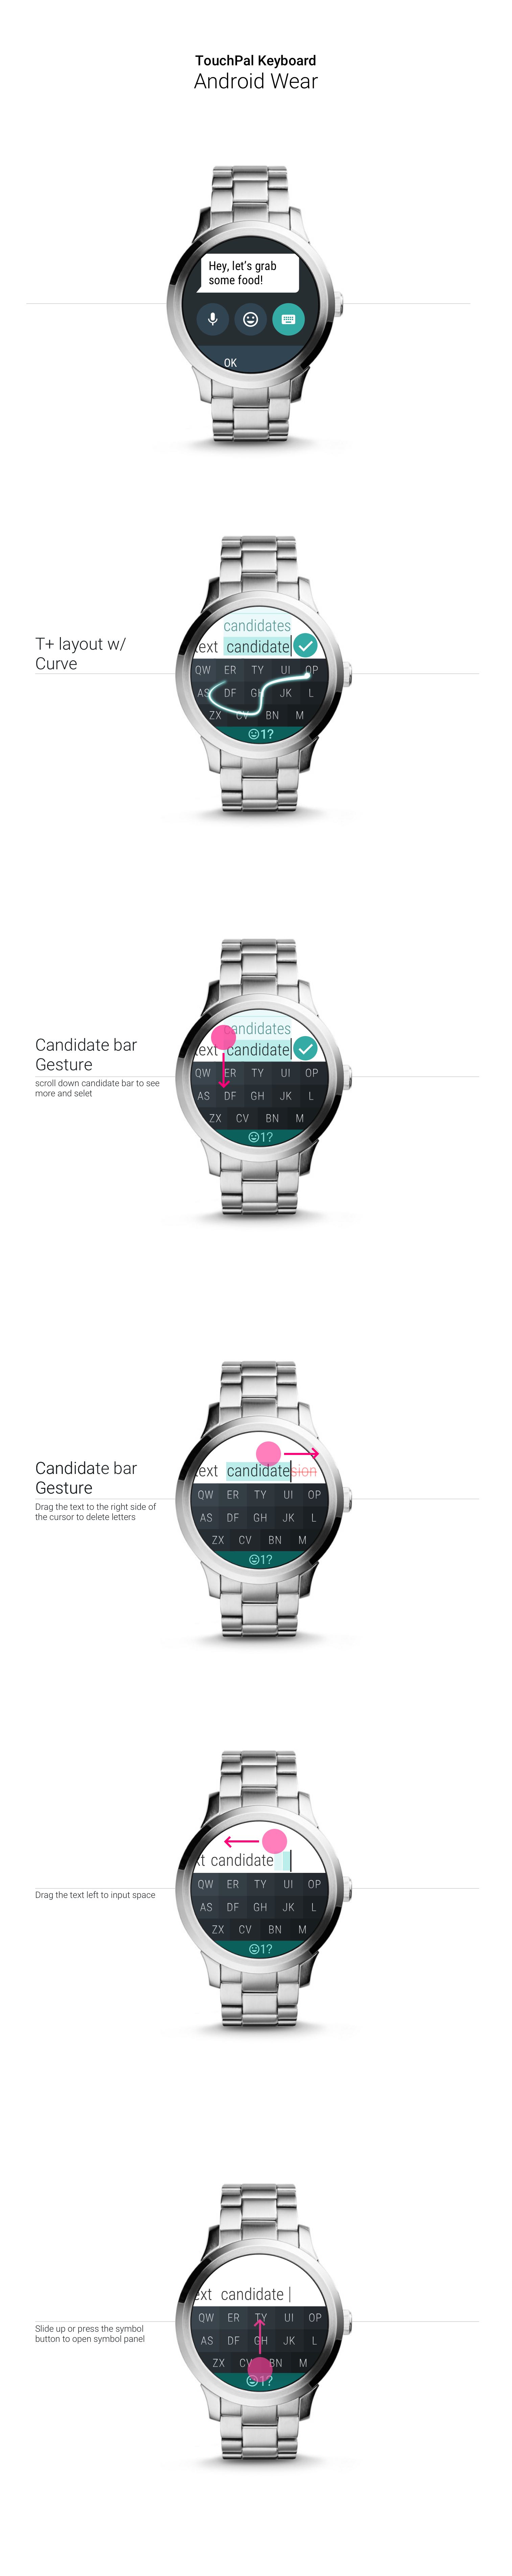 TouchPal Keyboard
Android Wear
Hey, let's grab
some food!
OK
T+ layout w/
Curve
candidates
text candidate
QW ER TY UI OP
AS DF GH JK L
ZX CV BN M
1?
Candidate bar
Gesture
scroll down candidate bar to see
more and selet
candidates
text candidate
QW ER TY UI OP
AS DF GH JK L
ZX CV BN M
1?
Candidate bar
Gesture
Drag the text to the right side of
the cursor to delete letters
text candidatesion
QW ER TY UI OP
AS DF GH JK L
ZX CV BN M
1?
Drag the text left to input space
xt candidate
QW ER TY UI OP
AS DF GH JK L
ZX CV BN M
1?
Slide up or press the symbol
button to open symbol panel
ext candidate
QW ER TY UI OP
AS DF GH JK L
ZX CV BN M
1?